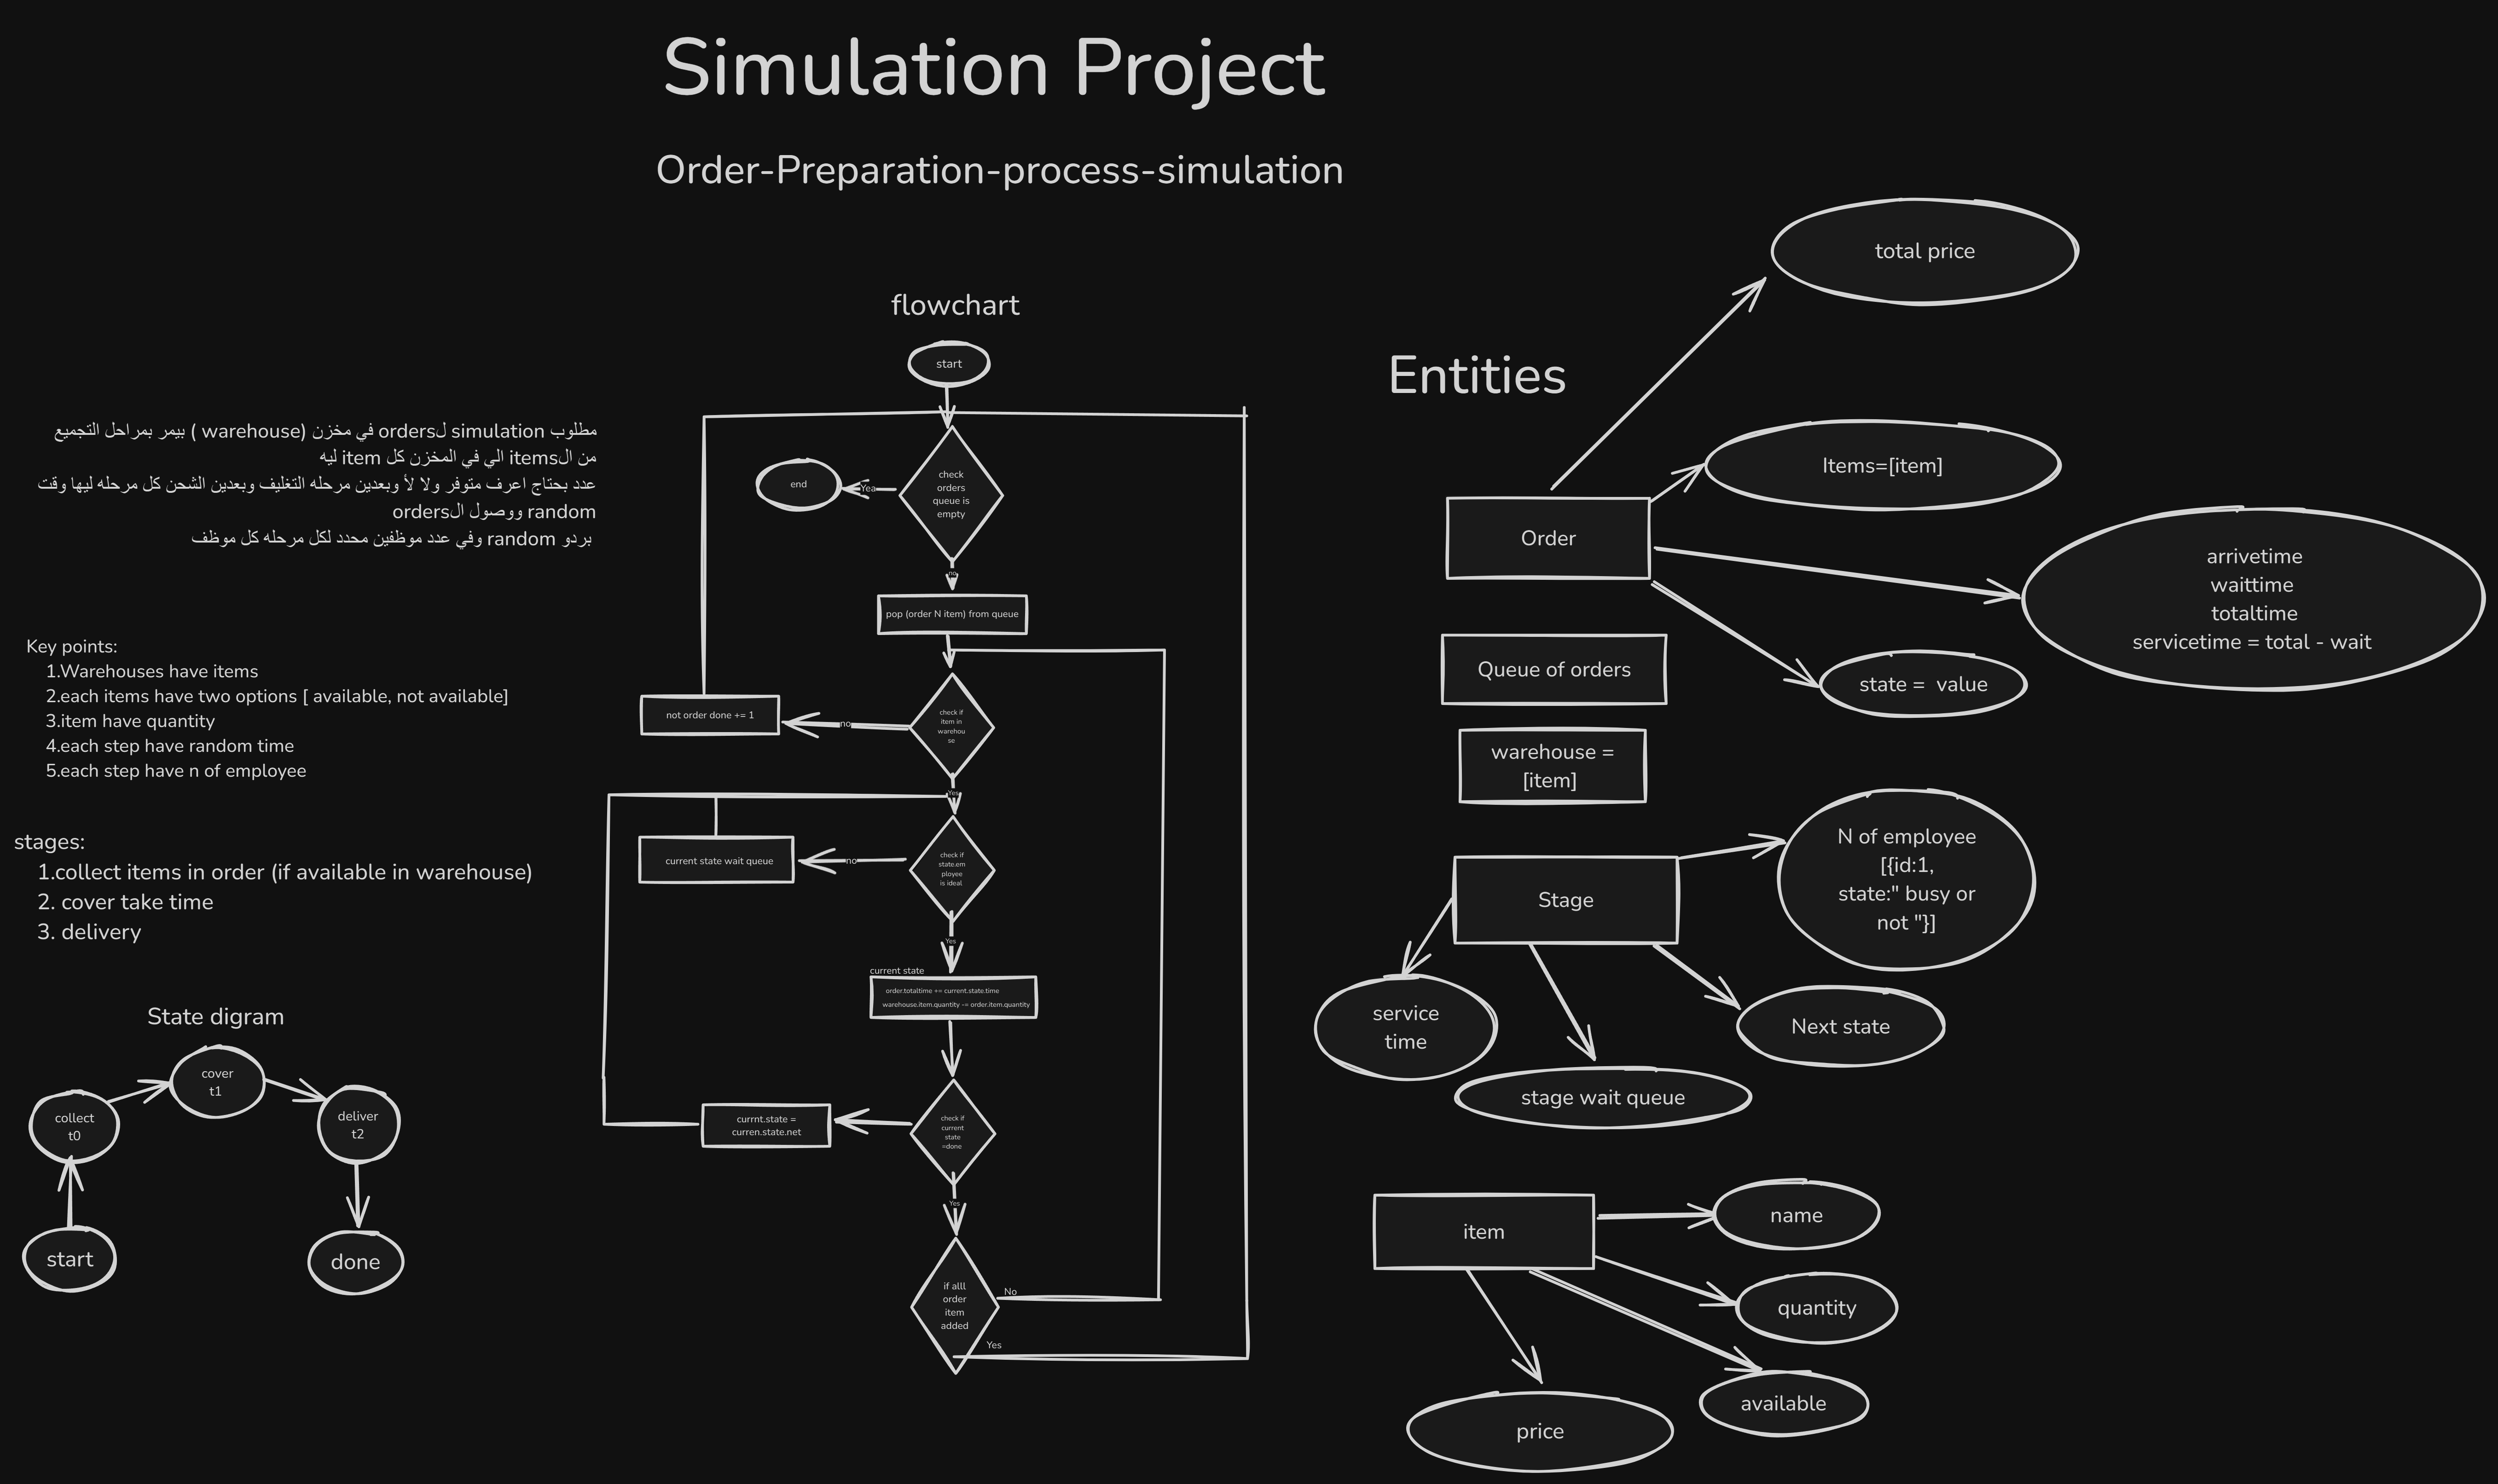 Simulation Project
Order-Preparation-process-simulation
مطلوب simulation لorders في مخزن (warehouse ) بيمر بمراحل التجميع
من الitems الي في المخزن كل item ليه
عدد بحتاج اعرف متوفر ولا لأ وبعدين مرحله التغليف وبعدين الشحن كل مرحله ليها وقت
random ووصول الorders
بردو random وفي عدد موظفين محدد لكل مرحله كل موظف
Key points:
1.Warehouses have items
2.each items have two options [ available, not available]
3.item have quantity
4.each step have random time
5.each step have n of employee
stages:
1.collect items in order (if available in warehouse)
2. cover take time
3. delivery
State digram
cover
t1
collect
t0
deliver
t2
start
done
flowchart
start
check
orders
queue is
empty
Yea
end
no
pop (order N item) from queue
check if
item in
warehou
se
no
not order done += 1
Yes
check if
state.em
ployee
is ideal
no
current state wait queue
Yes
current state
order.totaltime += current.state.time
warehouse.item.quantity -= order.item.quantity
check if
current
state
=done
currnt.state =
curren.state.net
Yes
if alll
order
item
added
No
Yes
Entities
total price
Items=[item]
Order
arrivetime
waittime
totaltime
servicetime = total - wait
state =  value
Queue of orders
warehouse =
[item]
N of employee
[{id:1,
state:" busy or
not "}]
Stage
service
time
Next state
stage wait queue
item
name
quantity
available
price